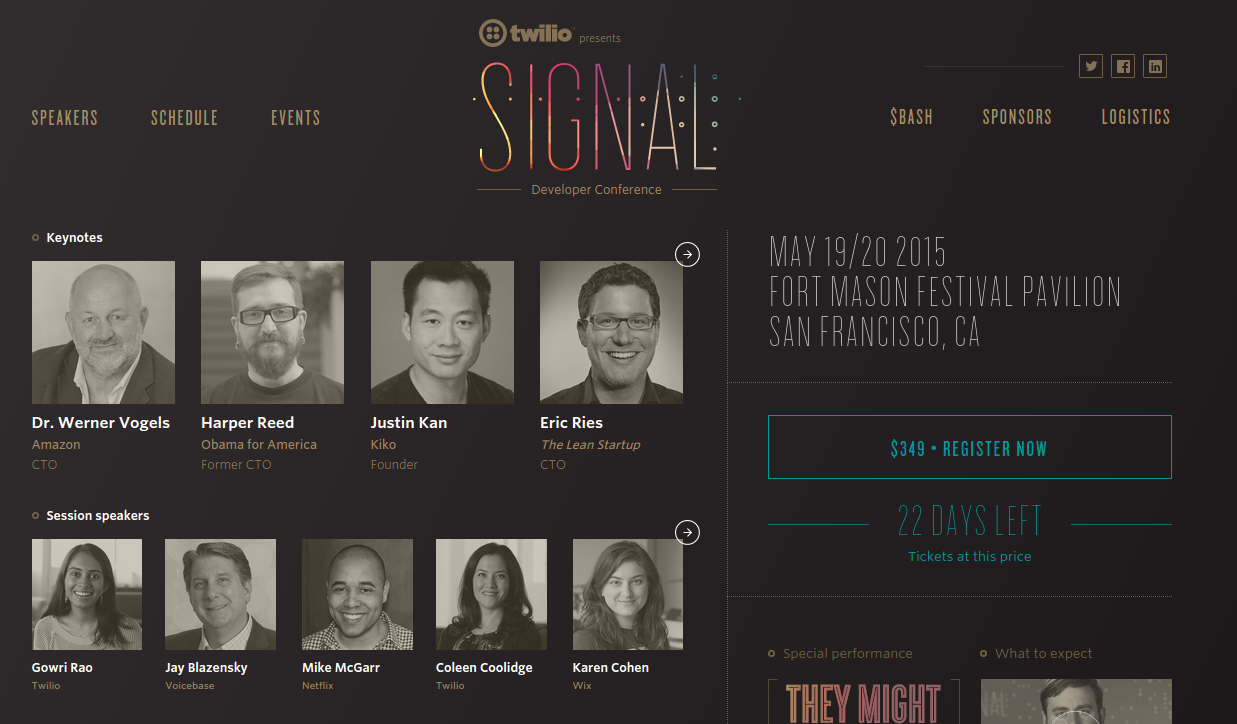 twilio presents
SIGNAL
Developer Conference
SPEAKERS
SCHEDULE
EVENTS
$BASH
SPONSORS
LOGISTICS
Keynotes
Dr. Werner Vogels
Amazon
CTO
Harper Reed
Obama for America
Former CTO
Justin Kan
Kiko
Founder
Eric Ries
The Lean Startup
CTO
Session speakers
Gowri Rao
Twilio
Jay Blazensky
Voicebase
Mike McGarr
Netflix
Coleen Coolidge
Twilio
Karen Cohen
Wix
MAY 19/20 2015
FORT MASON FESTIVAL PAVILION
SAN FRANCISCO, CA
$349 • REGISTER NOW
22 DAYS LEFT
Tickets at this price
Special performance
THEY MIGHT
What to expect